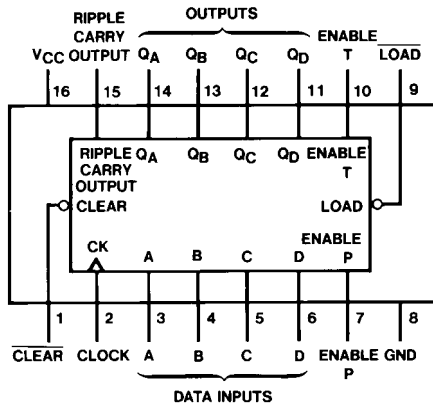 OUTPUTS
RIPPLE CARRY OUTPUT
VCC QA QB QC QD ENABLE T LOAD
16 15 14 13 12 11 10 9
RIPPLE CARRY OUTPUT QA QB QC QD ENABLE T
CLEAR LOAD
CK A B C D ENABLE P
1 2 3 4 5 6 7 8
CLEAR CLOCK A B C D ENABLE P GND
DATA INPUTS